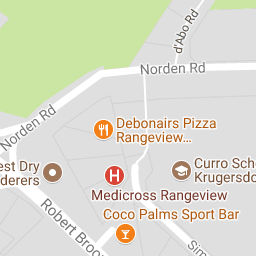 d'Abo Rd
Norden Rd
Norden Rd
Debonairs Pizza
Rangeview...
est Dry
derers
Curro Sch
Krugersdo
Medicross Rangeview
Robert Broo
Coco Palms Sport Bar
Sim